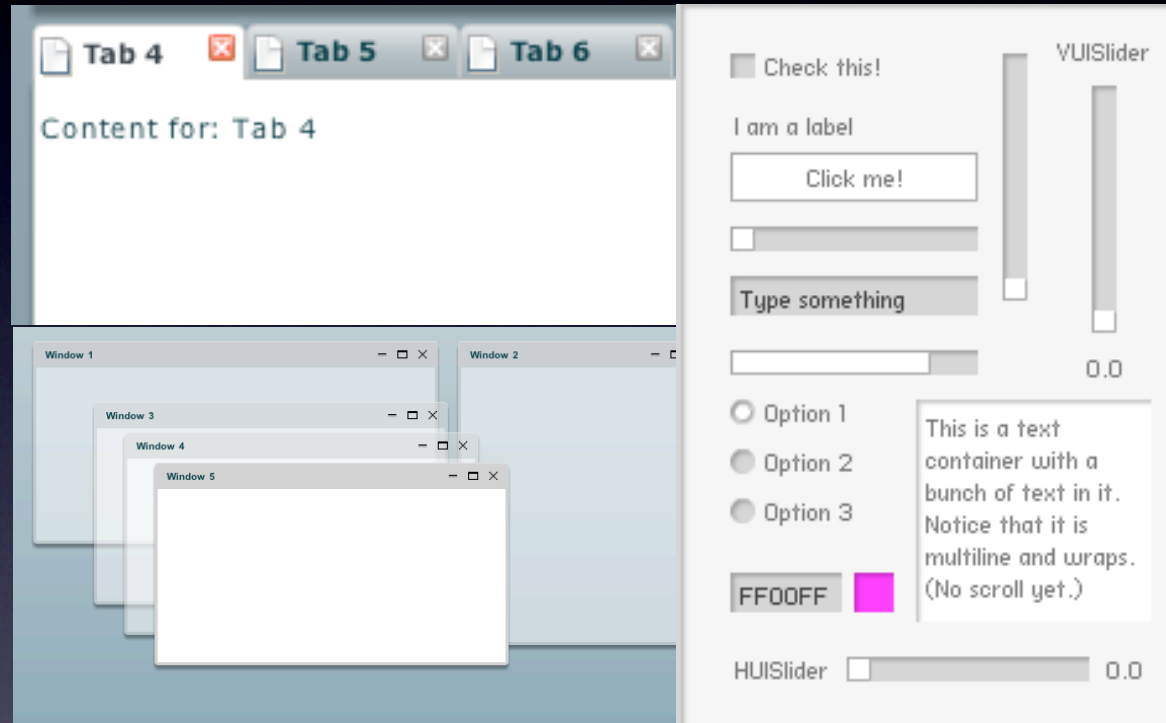 Tab 4
Tab 5
Tab 6
Content for: Tab 4
Window 1
Window 2
Window 3
Window 4
Window 5
Check this!
VUISlider
I am a label
Click me!
Type something
0.0
Option 1
Option 2
Option 3
This is a text
container with a
bunch of text in it.
Notice that it is
multiline and wraps.
(No scroll yet.)
FF00FF
HUISlider
0.0